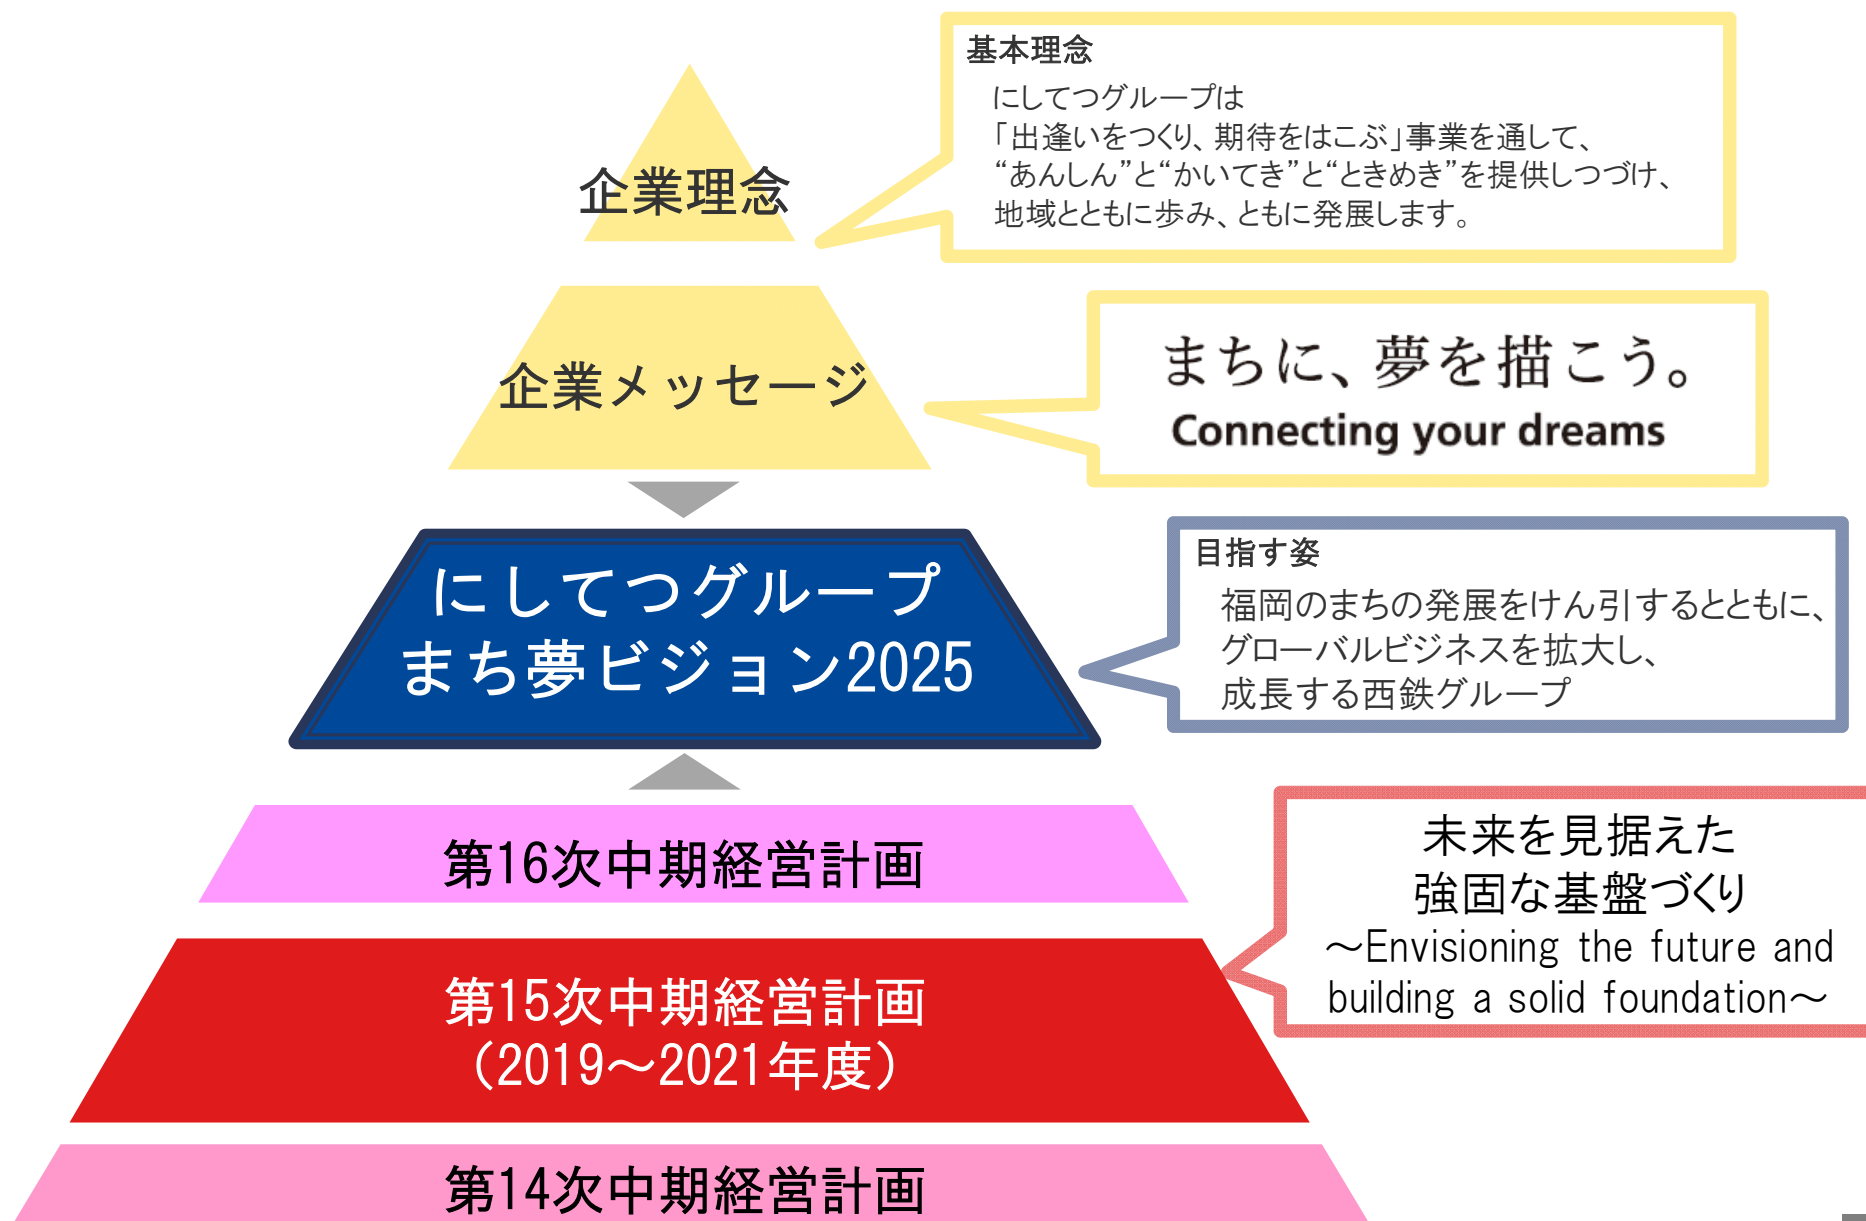 企業理念
基本理念
にしてつグループは
「出逢いをつくり、期待をはこぶ」事業を通して、
“あんしん”と“かいてき”と“ときめき”を提供しつづけ、
地域とともに歩み、ともに発展します。
企業メッセージ
まちに、夢を描こう。
Connecting your dreams
にしてつグループ
まち夢ビジョン2025
目指す姿
福岡のまちの発展をけん引するとともに、
グローバルビジネスを拡大し、
成長する西鉄グループ
第16次中期経営計画
第15次中期経営計画
（2019～2021年度）
未来を見据えた
強固な基盤づくり
～Envisioning the future and
building a solid foundation～
第14次中期経営計画